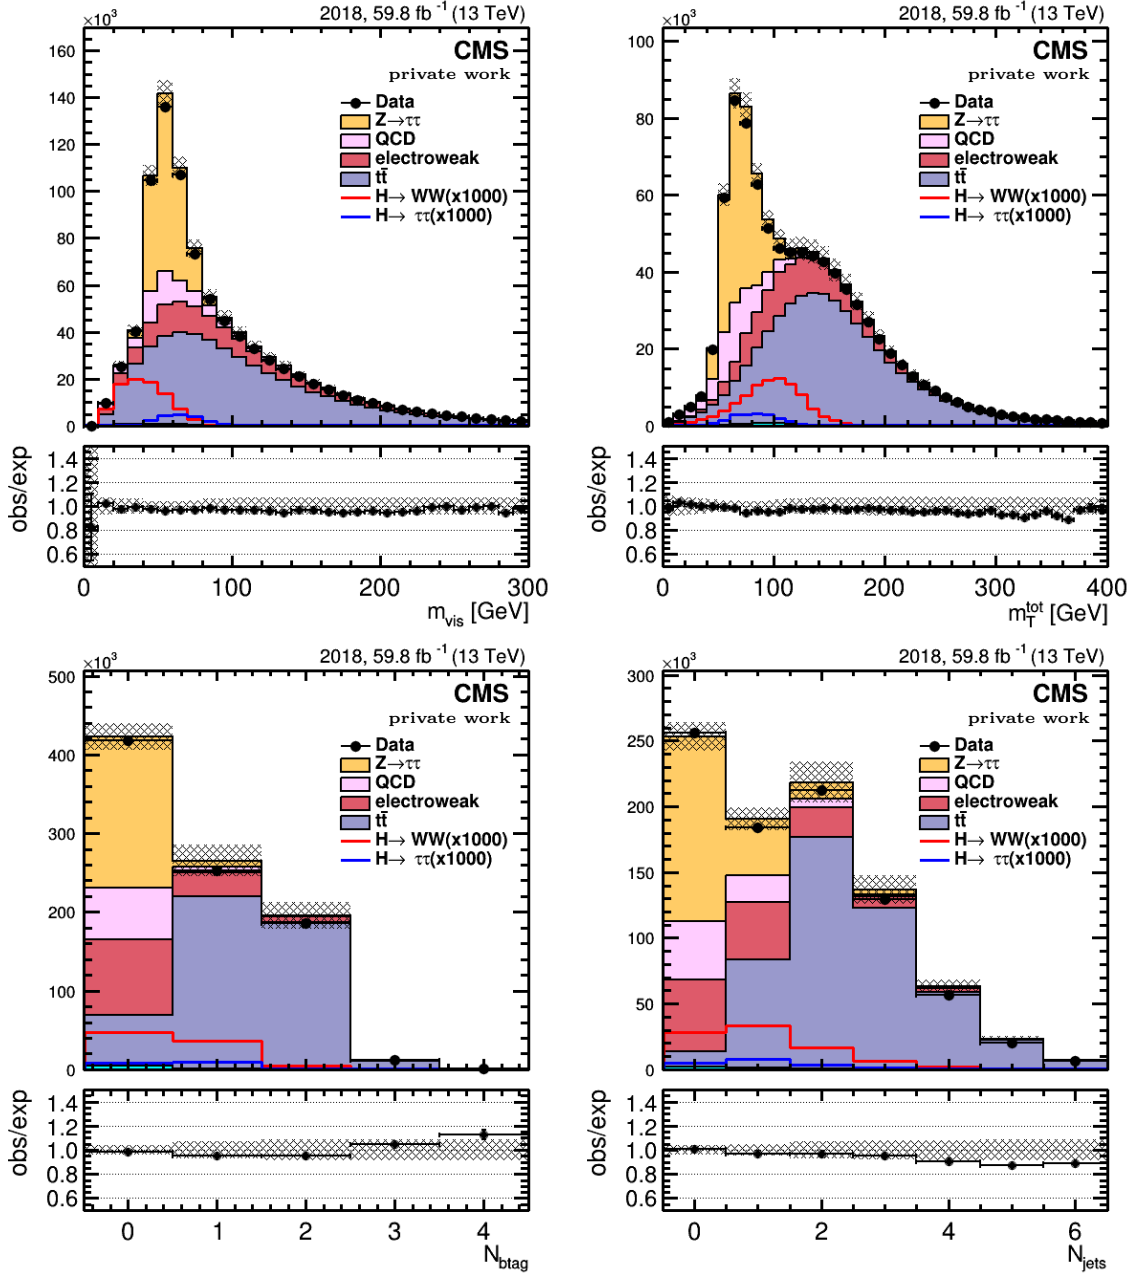 2018, 59.8 fb⁻¹ (13 TeV)
×10³
160
140
120
100
80
60
40
20
0
CMS
private work
Data
Z→ττ
QCD
electroweak
tt̄
H→ WW(x1000)
H→ ττ(x1000)
obs/exp
1.4
1.2
1.0
0.8
0.6
0 100 200 300
m_vis [GeV]
2018, 59.8 fb⁻¹ (13 TeV)
×10³
100
80
60
40
20
0
CMS
private work
Data
Z→ττ
QCD
electroweak
tt̄
H→ WW(x1000)
H→ ττ(x1000)
obs/exp
1.4
1.2
1.0
0.8
0.6
0 100 200 300 400
m_T^tot [GeV]
2018, 59.8 fb⁻¹ (13 TeV)
×10³
500
400
300
200
100
0
CMS
private work
Data
Z→ττ
QCD
electroweak
tt̄
H→ WW(x1000)
H→ ττ(x1000)
obs/exp
1.4
1.2
1.0
0.8
0.6
0 1 2 3 4
N_btag
2018, 59.8 fb⁻¹ (13 TeV)
×10³
300
250
200
150
100
50
0
CMS
private work
Data
Z→ττ
QCD
electroweak
tt̄
H→ WW(x1000)
H→ ττ(x1000)
obs/exp
1.4
1.2
1.0
0.8
0.6
0 2 4 6
N_jets